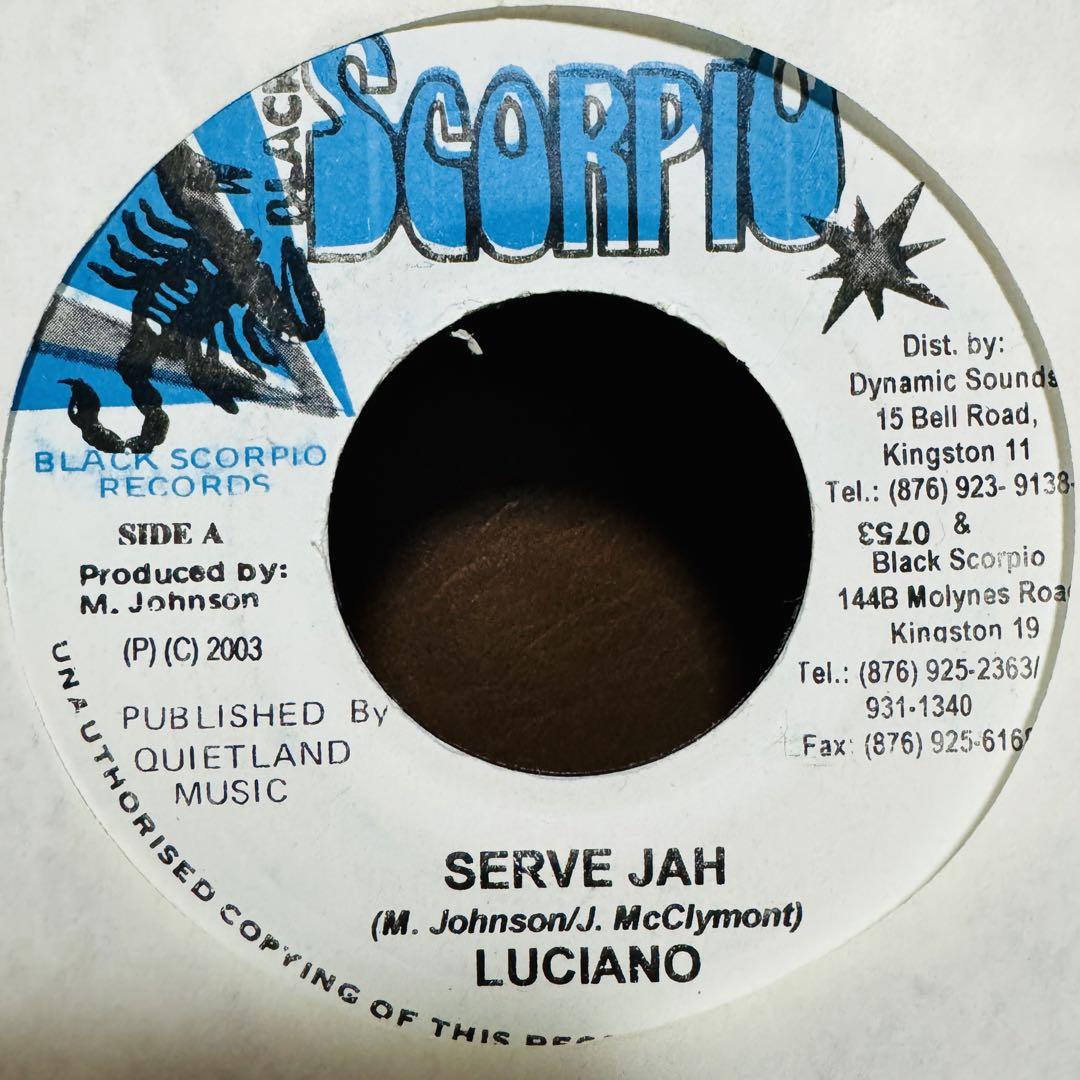 BLACK
SCORPIO
BLACK SCORPIO
RECORDS
SIDE A
Produced by:
M. Johnson
(P) (C) 2003
PUBLISHED By
QUIETLAND
MUSIC
Dist. by:
Dynamic Sounds
15 Bell Road,
Kingston 11
Tel.: (876) 923- 9138-
0753 &
Black Scorpio
144B Molynes Roa
Kingston 19
Tel.: (876) 925-2363/
931-1340
Fax: (876) 925-616
SERVE JAH
(M. Johnson/J. McClymont)
LUCIANO
UNAUTHORISED COPYING OF THIS